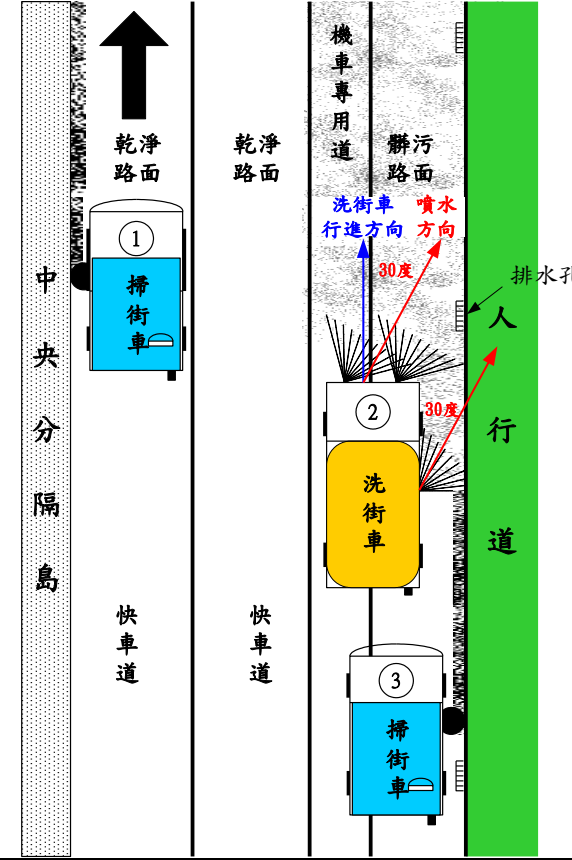 機車專用道
乾淨
路面
乾淨
路面
髒污
路面
洗街車
行進方向
噴水
方向
30度
排水孔
①
掃街車
中央分隔島
人行道
②
30度
洗街車
快車道
快車道
③
掃街車